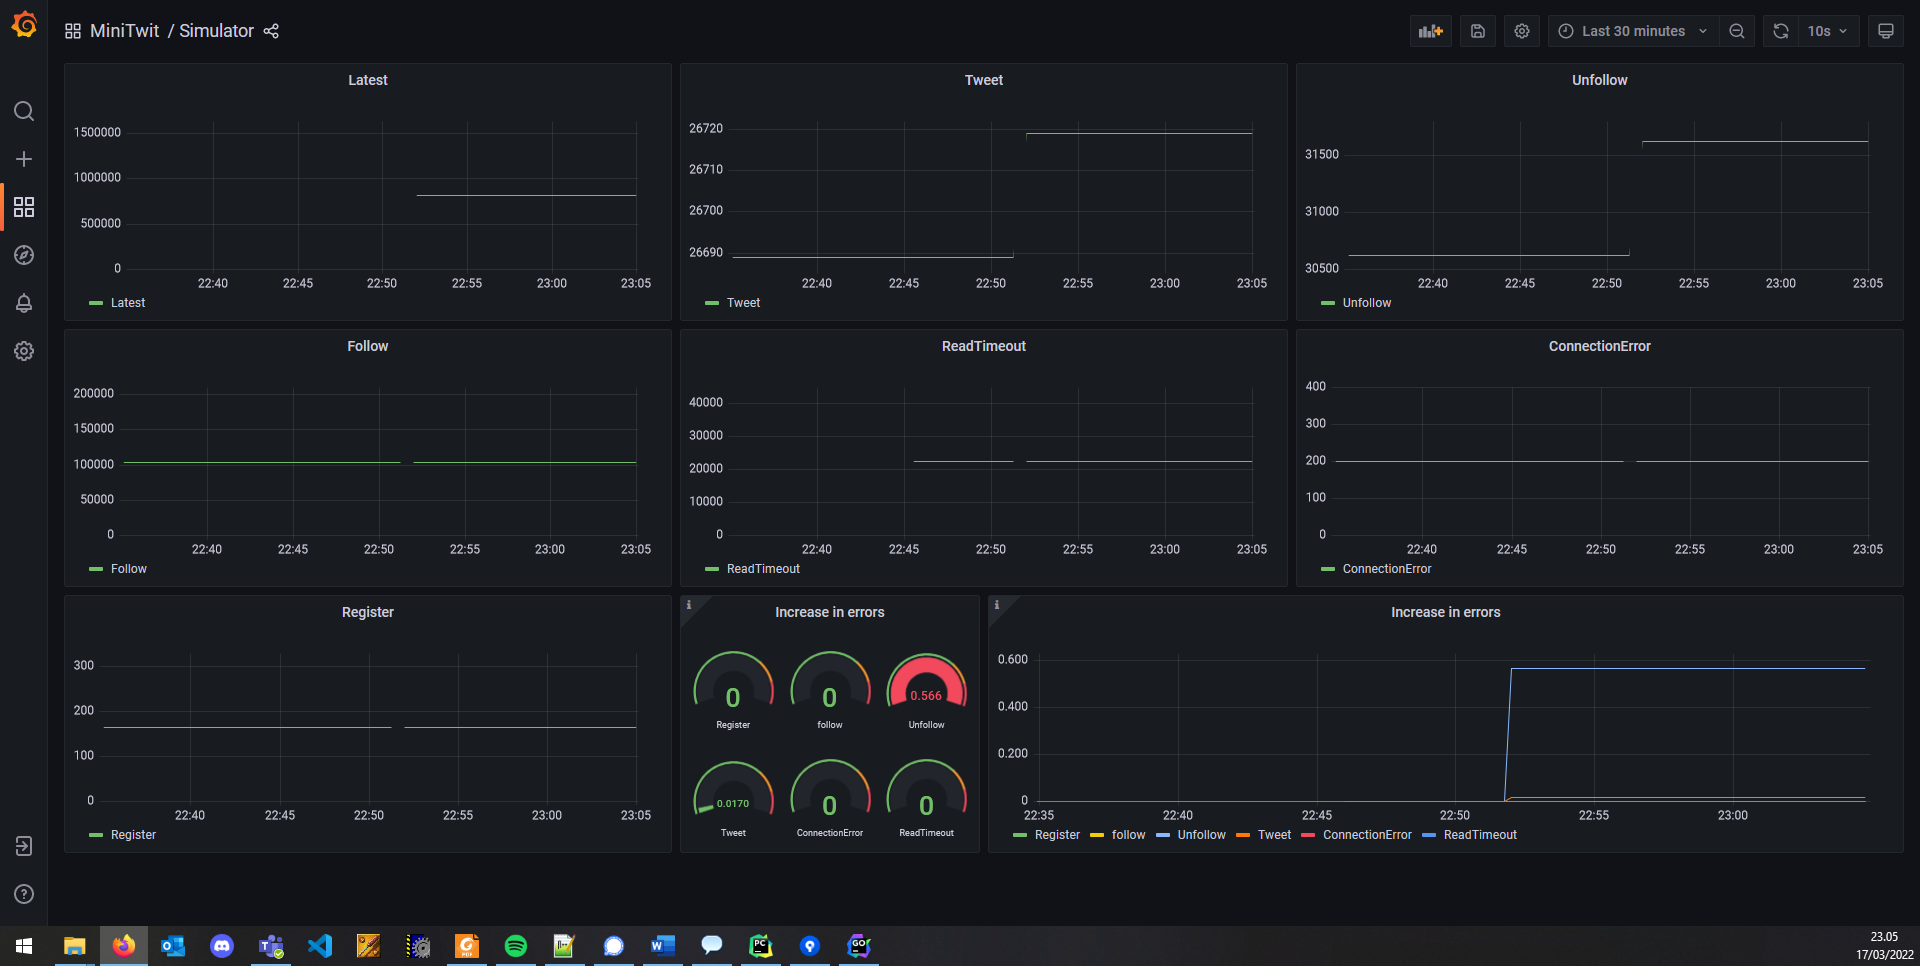 MiniTwit / Simulator
Last 30 minutes
10s
Latest
1500000
1000000
500000
0
22:40 22:45 22:50 22:55 23:00 23:05
Latest
Tweet
26720
26710
26700
26690
22:40 22:45 22:50 22:55 23:00 23:05
Tweet
Unfollow
31500
31000
30500
22:40 22:45 22:50 22:55 23:00 23:05
Unfollow
Follow
200000
150000
100000
50000
0
22:40 22:45 22:50 22:55 23:00 23:05
Follow
ReadTimeout
40000
30000
20000
10000
0
22:40 22:45 22:50 22:55 23:00 23:05
ReadTimeout
ConnectionError
400
300
200
100
0
22:40 22:45 22:50 22:55 23:00 23:05
ConnectionError
Register
300
200
100
0
22:40 22:45 22:50 22:55 23:00 23:05
Register
i
Increase in errors
0 0 0.566
Register follow Unfollow
0.0170 0 0
Tweet ConnectionError ReadTimeout
i
Increase in errors
0.600
0.400
0.200
0
22:35 22:40 22:45 22:50 22:55 23:00
Register follow Unfollow Tweet ConnectionError ReadTimeout
23.05
17/03/2022